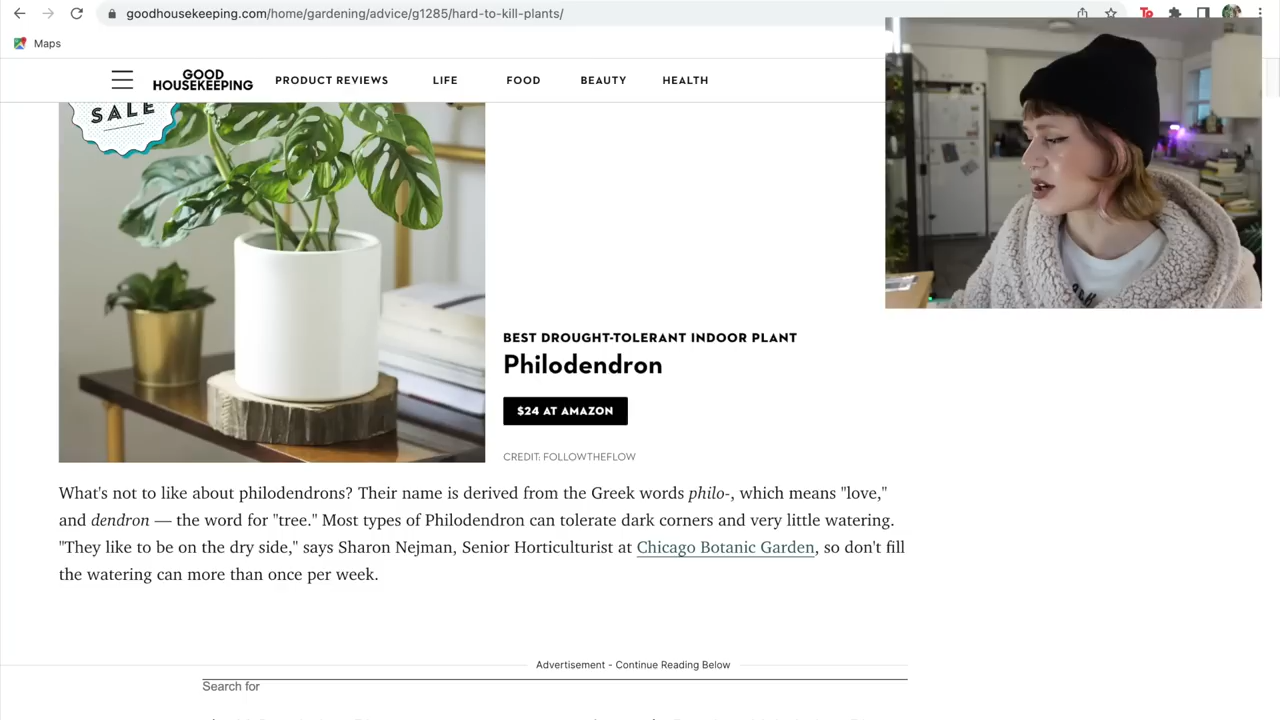 goodhousekeeping.com/home/gardening/advice/g1285/hard-to-kill-plants/
Maps
GOOD HOUSEKEEPING
PRODUCT REVIEWS LIFE FOOD BEAUTY HEALTH
SALE
BEST DROUGHT-TOLERANT INDOOR PLANT
Philodendron
$24 AT AMAZON
CREDIT: FOLLOWTHEFLOW
What's not to like about philodendrons? Their name is derived from the Greek words philo-, which means "love,"
and dendron — the word for "tree." Most types of Philodendron can tolerate dark corners and very little watering.
"They like to be on the dry side," says Sharon Nejman, Senior Horticulturist at Chicago Botanic Garden, so don't fill
the watering can more than once per week.
Advertisement - Continue Reading Below
Search for